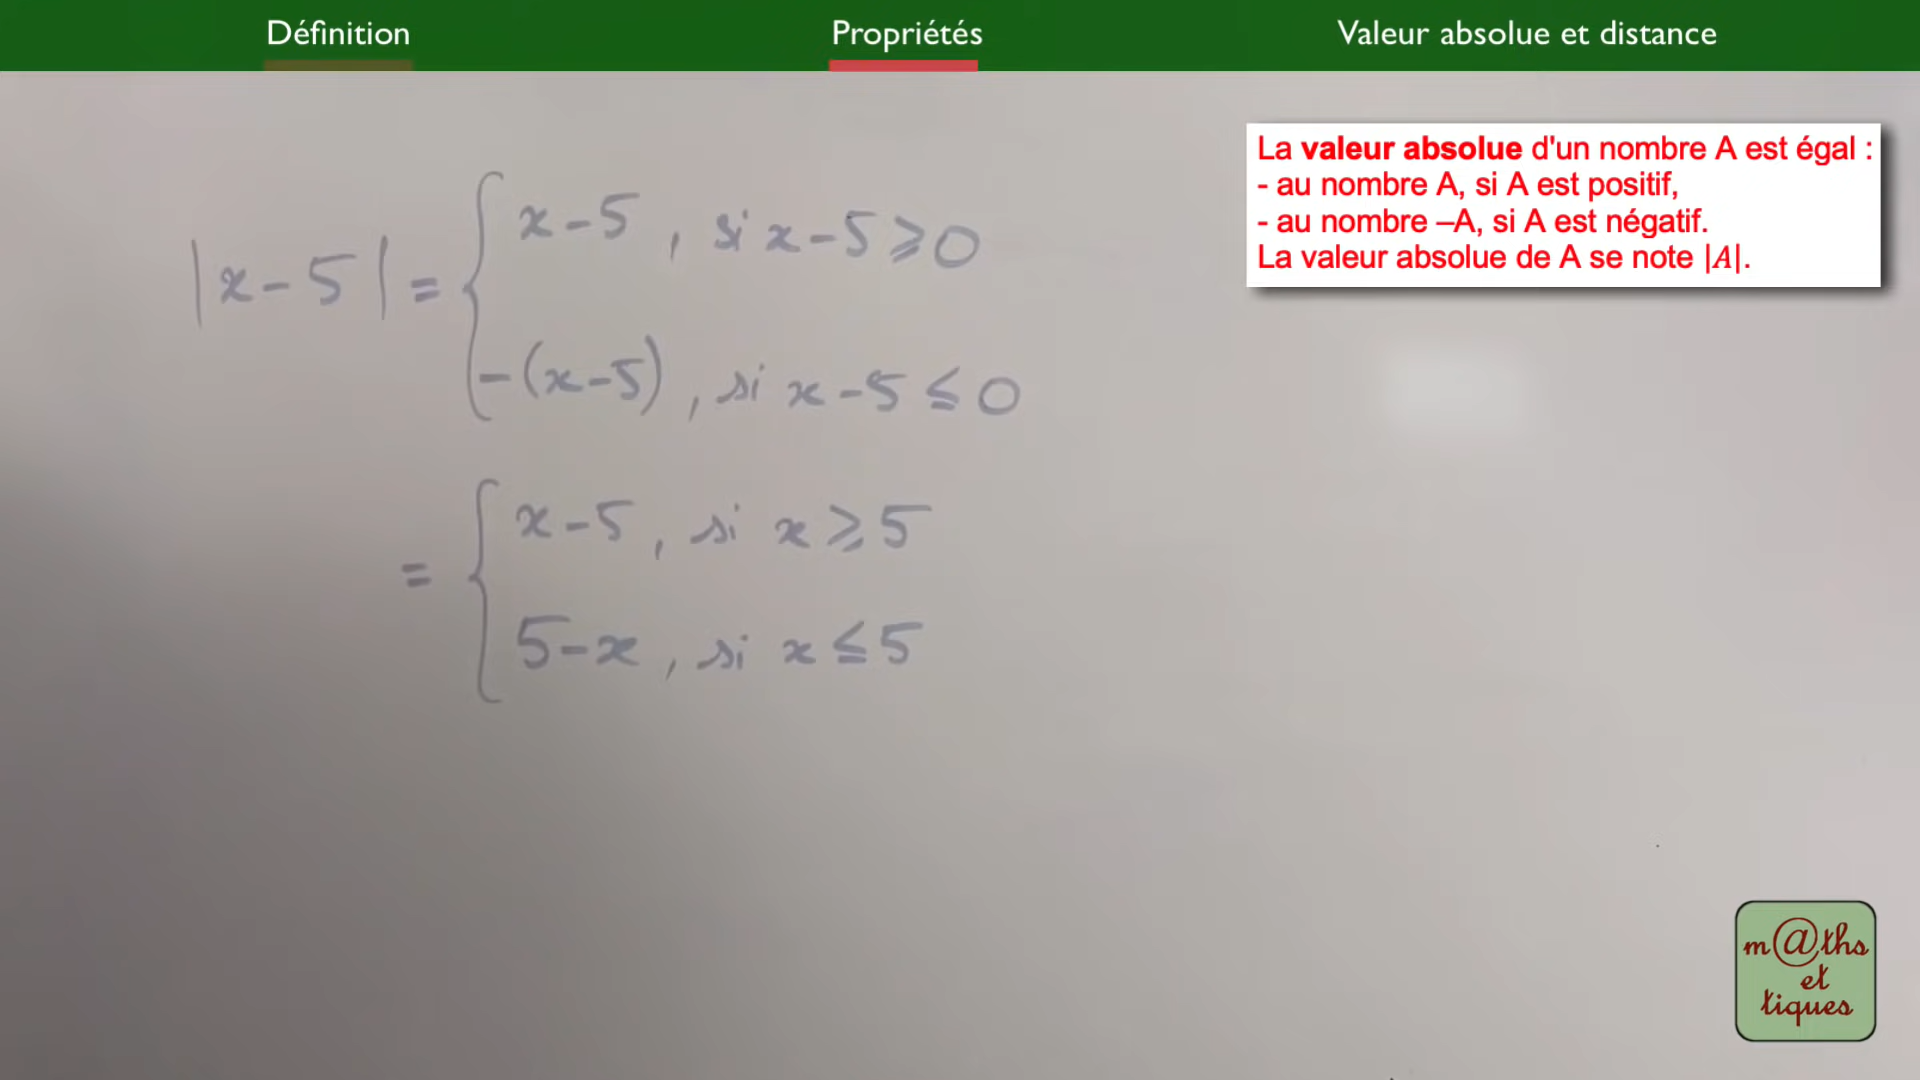 Définition Propriétés Valeur absolue et distance
La valeur absolue d'un nombre A est égal :
- au nombre A, si A est positif,
- au nombre –A, si A est négatif.
La valeur absolue de A se note |A|.
|x-5| = { x-5, si x-5 ⩾ 0
-(x-5), si x-5 ≤ 0
= { x-5, si x ⩾ 5
5-x, si x ≤ 5
m@ths
et
tiques